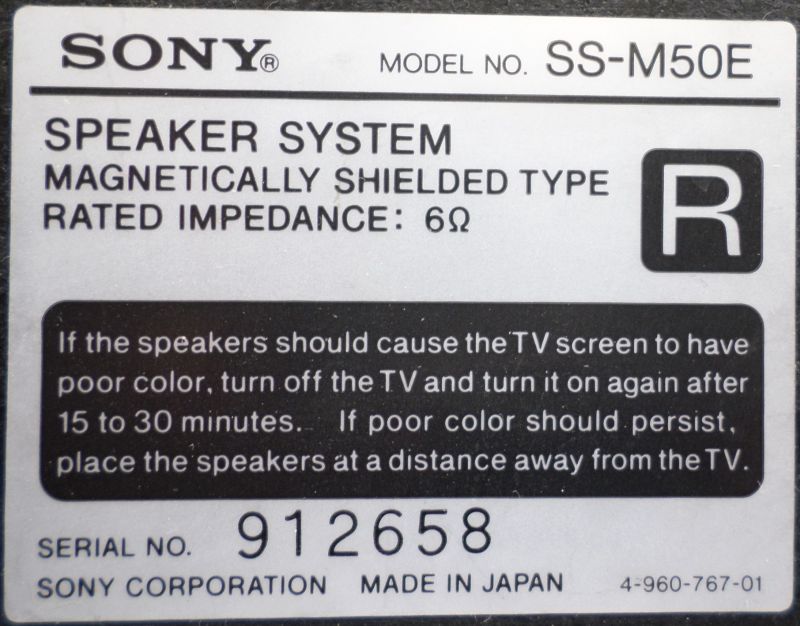 SONY® MODEL NO. SS-M50E
SPEAKER SYSTEM
MAGNETICALLY SHIELDED TYPE
RATED IMPEDANCE: 6Ω
R
If the speakers should cause the TV screen to have
poor color, turn off the TV and turn it on again after
15 to 30 minutes. If poor color should persist,
place the speakers at a distance away from the TV.
SERIAL NO. 912658
SONY CORPORATION MADE IN JAPAN 4-960-767-01